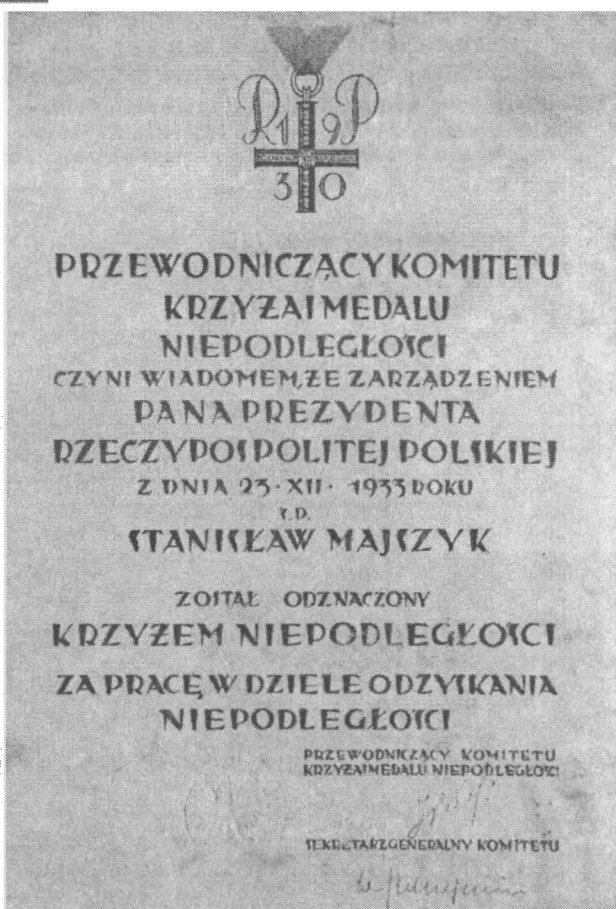 R 19 P
30
PRZEWODNICZĄCY KOMITETU
KRZYŻA I MEDALU
NIEPODLEGŁOŚCI
CZYNI WIADOMEM, ŻE ZARZĄDZENIEM
PANA PREZYDENTA
RZECZYPOSPOLITEJ POLSKIEJ
Z DNIA 23·XII· 1933 ROKU
Ś.P.
STANISŁAW MAJSZYK
ZOSTAŁ ODZNACZONY
KRZYŻEM NIEPODLEGŁOŚCI
ZA PRACĘ W DZIELE ODZYSKANIA
NIEPODLEGŁOŚCI
PRZEWODNICZĄCY KOMITETU
KRZYŻA I MEDALU NIEPODLEGŁOŚCI
SEKRETARZ GENERALNY KOMITETU